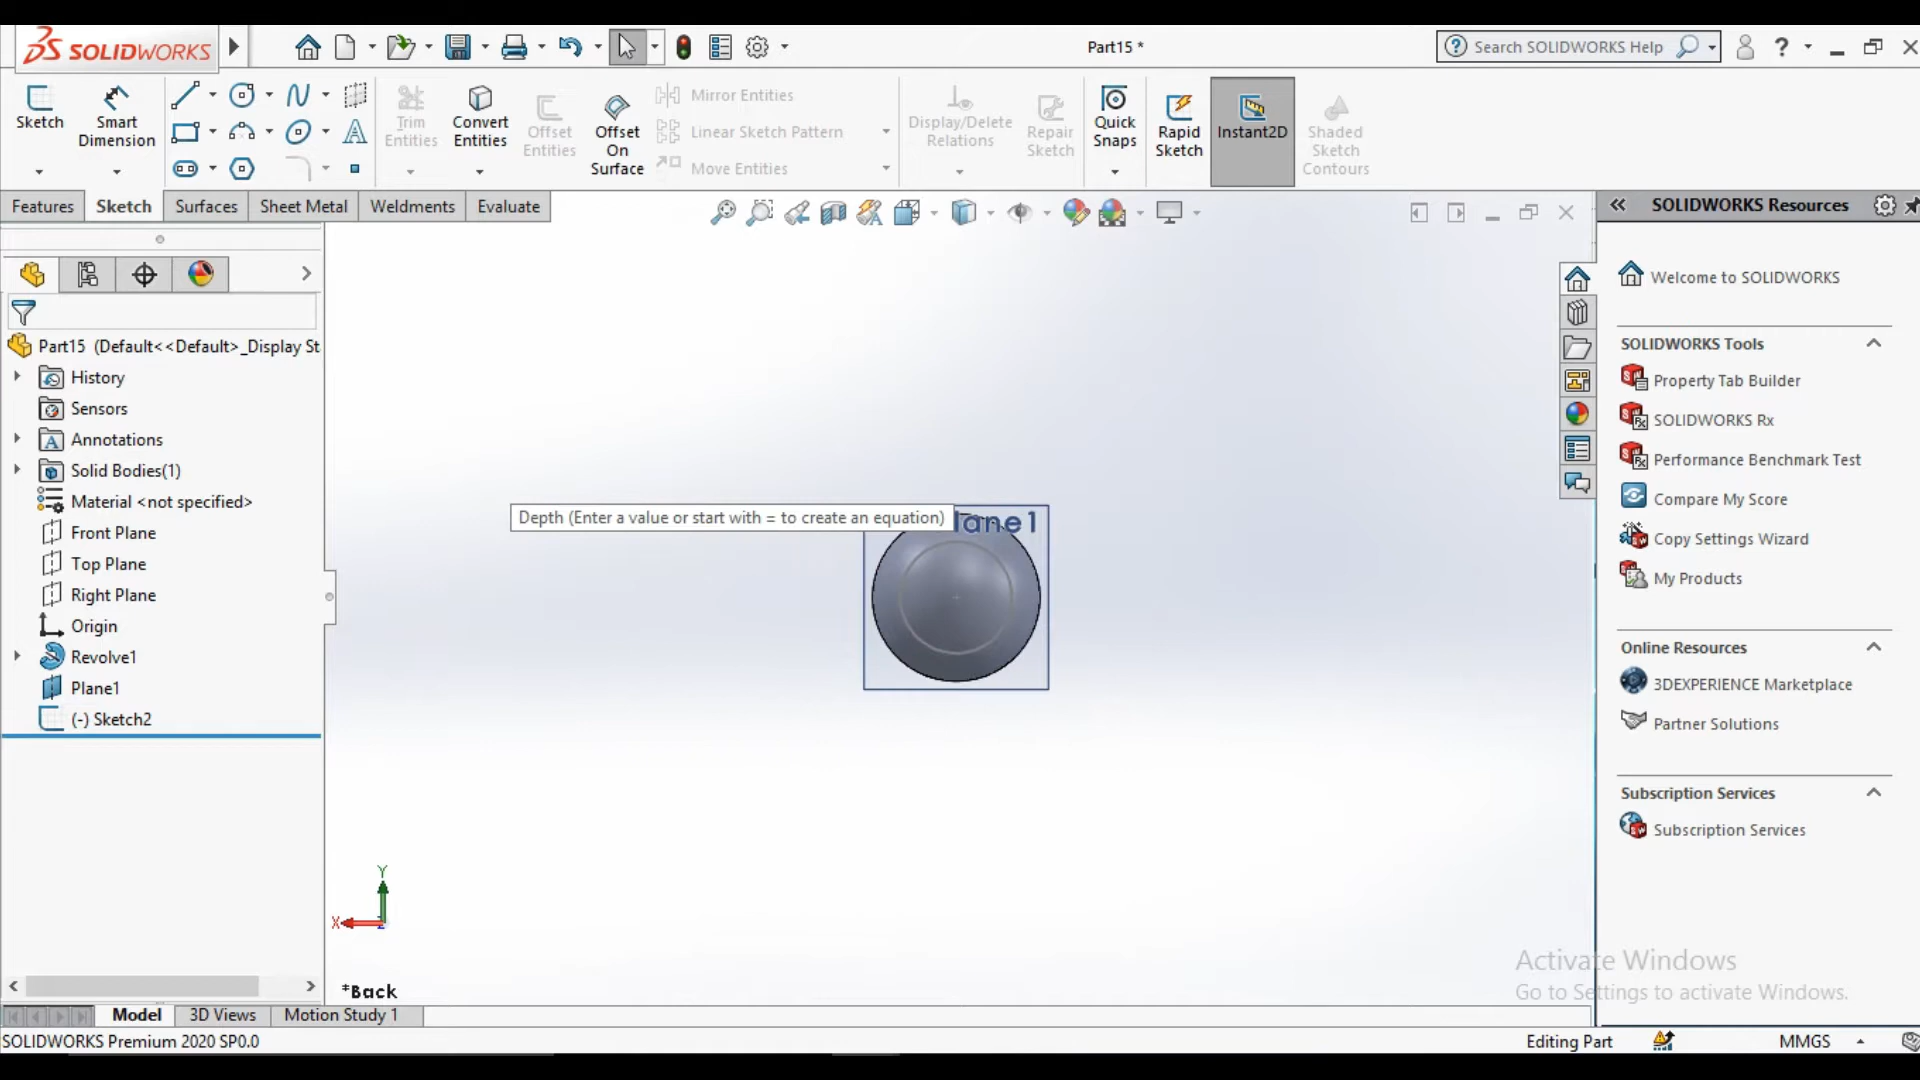 SOLIDWORKS
Part15 *
Search SOLIDWORKS Help
?
Sketch
Smart Dimension
Trim Entities
Convert Entities
Offset Entities
Offset On Surface
Mirror Entities
Linear Sketch Pattern
Move Entities
Display/Delete Relations
Repair Sketch
Quick Snaps
Rapid Sketch
Instant2D
Shaded Sketch Contours
Features
Sketch
Surfaces
Sheet Metal
Weldments
Evaluate
SOLIDWORKS Resources
Part15 (Default<<Default>_Display St
History
Sensors
Annotations
Solid Bodies(1)
Material <not specified>
Front Plane
Top Plane
Right Plane
Origin
Revolve1
Plane1
(-) Sketch2
Depth (Enter a value or start with = to create an equation)
lane1
Y
X
*Back
Welcome to SOLIDWORKS
SOLIDWORKS Tools
Property Tab Builder
SOLIDWORKS Rx
Performance Benchmark Test
Compare My Score
Copy Settings Wizard
My Products
Online Resources
3DEXPERIENCE Marketplace
Partner Solutions
Subscription Services
Subscription Services
Activate Windows
Go to Settings to activate Windows.
Model
3D Views
Motion Study 1
SOLIDWORKS Premium 2020 SP0.0
Editing Part
MMGS